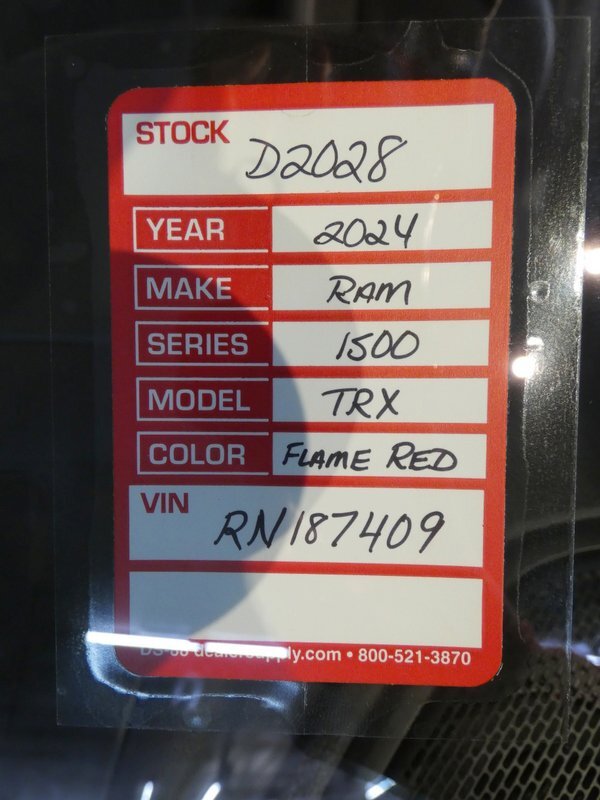 STOCK D2028
YEAR 2024
MAKE RAM
SERIES 1500
MODEL TRX
COLOR FLAME RED
VIN RN187409
dealersupply.com • 800-521-3870